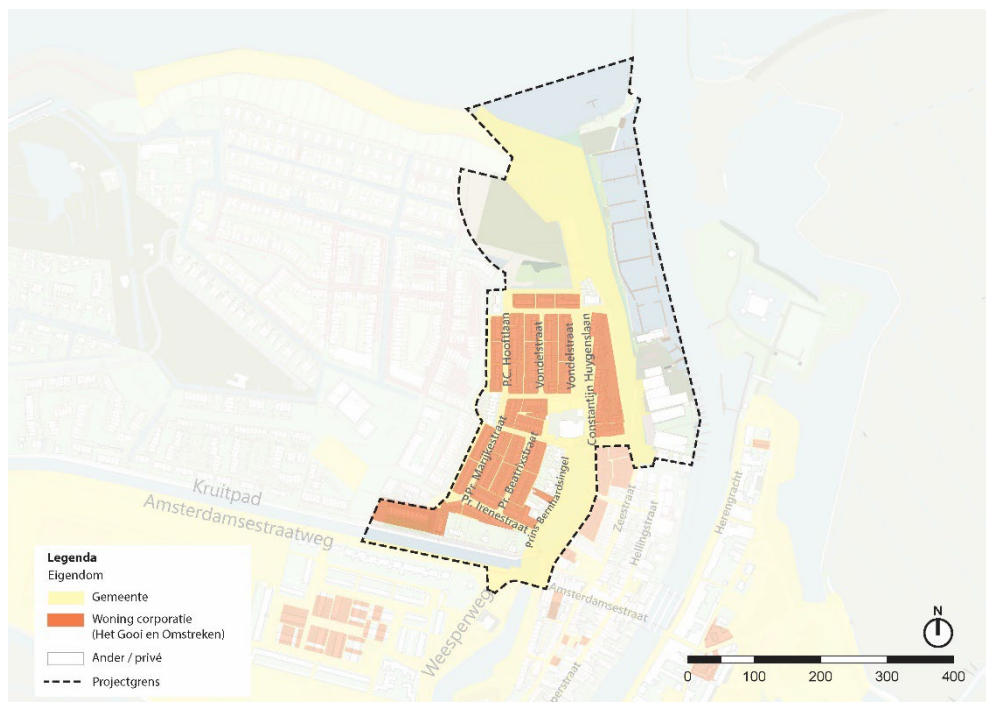 P.C. Hooftlaan
Vondelstraat
Vondelstraat
Constantijn Huygenslaan
Pr. Marijkestraat
Pr. Beatrixstraat
Pr. Irenestraat
Prins Bernhardsingel
Zeestraat
Hellingstraat
Herengracht
Kruitpad
Amsterdamsestraatweg
Amsterdamsestraat
Weesperweg
Legenda
Eigendom
Gemeente
Woning corporatie
(Het Gooi en Omstreken)
Ander / privé
Projectgrens
N
0 100 200 300 400